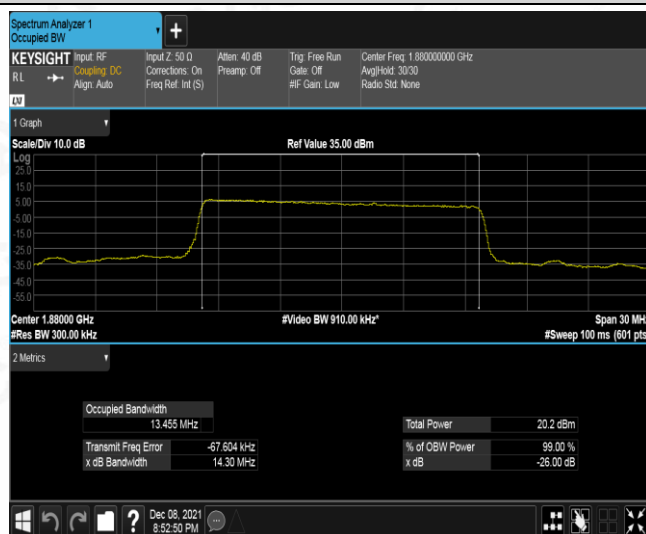 Spectrum Analyzer 1
Occupied BW
+
KEYSIGHT
R L
LXI
Input: RF
Coupling: DC
Align: Auto
Input Z: 50 Ω
Corrections: On
Freq Ref: Int (S)
Atten: 40 dB
Preamp: Off
Trig: Free Run
Gate: Off
#IF Gain: Low
Center Freq: 1.880000000 GHz
Avg|Hold: 30/30
Radio Std: None
1 Graph
Scale/Div 10.0 dB
Ref Value 35.00 dBm
Log
25.0
15.0
5.00
-5.00
-15.0
-25.0
-35.0
-45.0
-55.0
Center 1.88000 GHz
#Video BW 910.00 kHz*
Span 30 MHz
#Res BW 300.00 kHz
#Sweep 100 ms (601 pts
2 Metrics
Occupied Bandwidth
13.455 MHz
Total Power 20.2 dBm
Transmit Freq Error -67.604 kHz
% of OBW Power 99.00 %
x dB Bandwidth 14.30 MHz
x dB -26.00 dB
?
Dec 08, 2021
8:52:50 PM